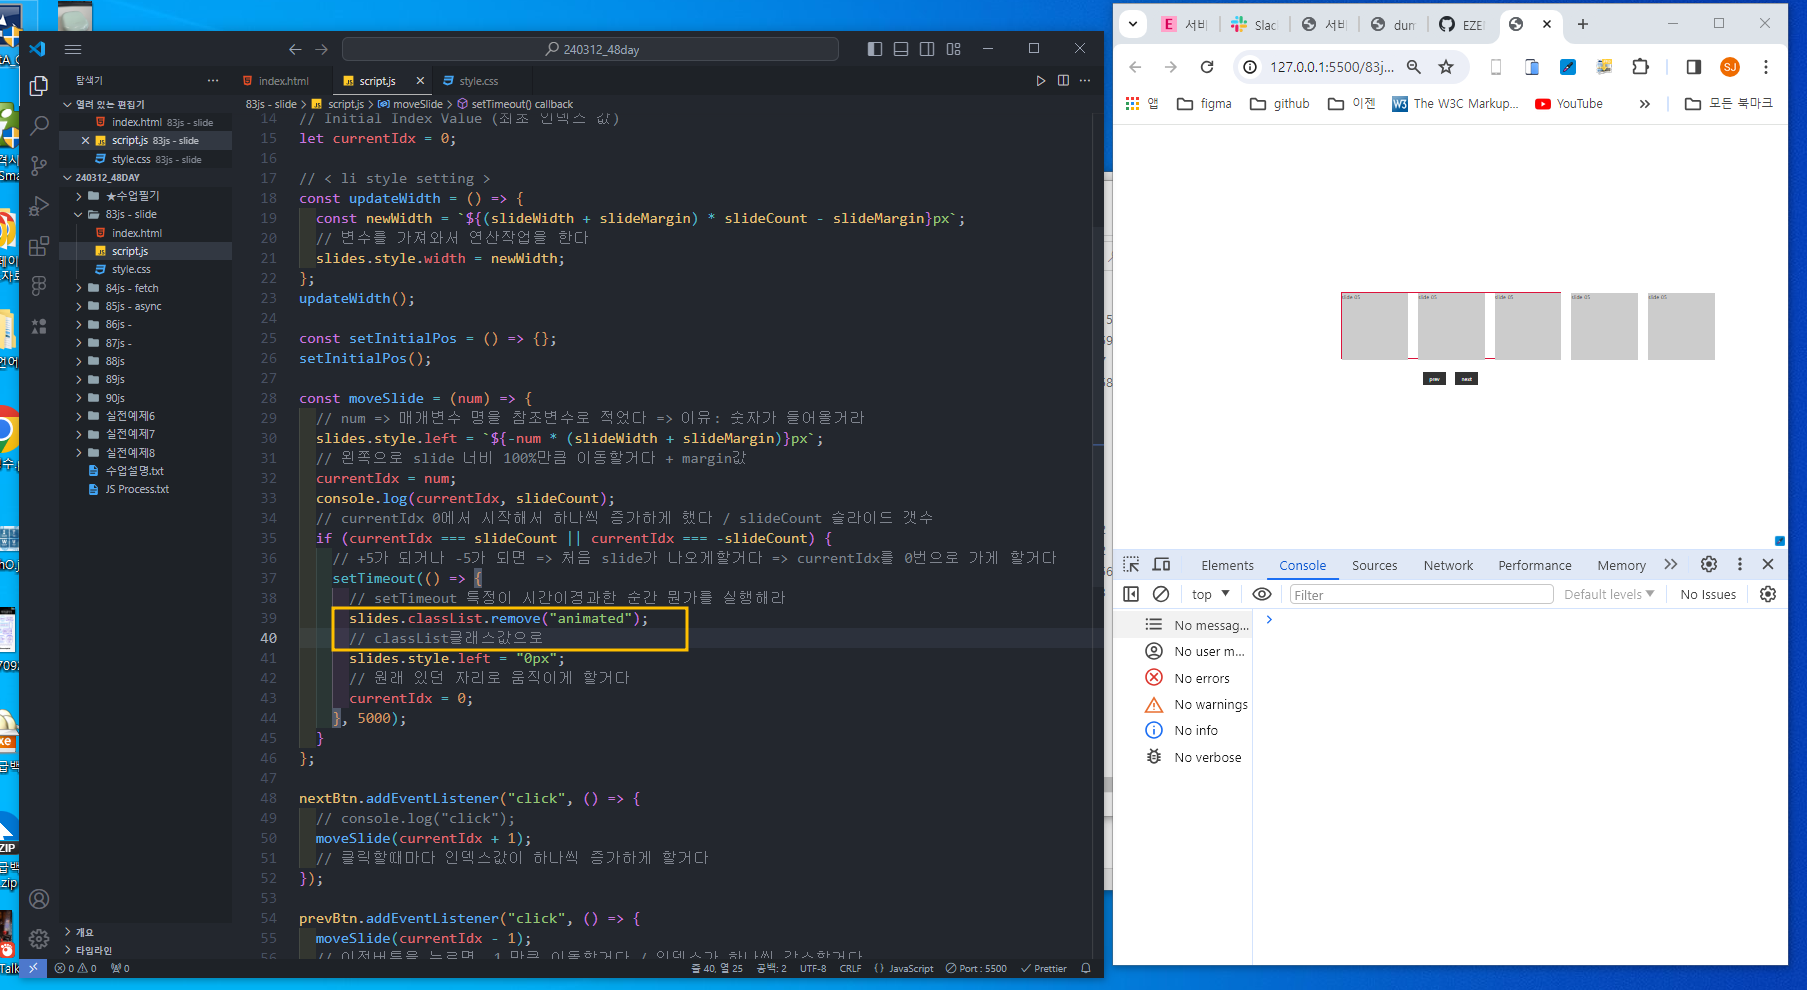 240312_48day
탐색기
index.html
script.js
style.css
열려 있는 편집기
index.html 83js - slide
script.js 83js - slide
style.css 83js - slide
240312_48DAY
★수업필기
83js - slide
index.html
script.js
style.css
84js - fetch
85js - async
86js -
87js -
88js
89js
90js
실전예제6
실전예제7
실전예제8
수업설명.txt
JS Process.txt
개요
타임라인
83js - slide > script.js > moveSlide > setTimeout() callback
14 // Initial Index Value (최초 인덱스 값)
15 let currentIdx = 0;
16
17 // < li style setting >
18 const updateWidth = () => {
19 const newWidth = `${(slideWidth + slideMargin) * slideCount - slideMargin}px`;
20 // 변수를 가져와서 연산작업을 한다
21 slides.style.width = newWidth;
22 };
23 updateWidth();
24
25 const setInitialPos = () => {};
26 setInitialPos();
27
28 const moveSlide = (num) => {
29 // num => 매개변수 명을 참조변수로 적었다 => 이유: 숫자가 들어올거라
30 slides.style.left = `${-num * (slideWidth + slideMargin)}px`;
31 // 왼쪽으로 slide 너비 100%만큼 이동할거다 + margin값
32 currentIdx = num;
33 console.log(currentIdx, slideCount);
34 // currentIdx 0에서 시작해서 하나씩 증가하게 했다 / slideCount 슬라이드 갯수
35 if (currentIdx === slideCount || currentIdx === -slideCount) {
36 // +5가 되거나 -5가 되면 => 처음 slide가 나오게할거다 => currentIdx를 0번으로 가게 할거다
37 setTimeout(() => {
38 // setTimeout 특정이 시간이경과한 순간 뭔가를 실행해라
39 slides.classList.remove("animated");
40 // classList클래스값으로
41 slides.style.left = "0px";
42 // 원래 있던 자리로 움직이게 할거다
43 currentIdx = 0;
44 }, 5000);
45 }
46 };
47
48 nextBtn.addEventListener("click", () => {
49 // console.log("click");
50 moveSlide(currentIdx + 1);
51 // 클릭할때마다 인덱스값이 하나씩 증가하게 할거다
52 });
53
54 prevBtn.addEventListener("click", () => {
55 moveSlide(currentIdx - 1);
56
0 0 0
줄 40, 열 25 공백: 2 UTF-8 CRLF {} JavaScript Port : 5500 Prettier
서비
Slac
서비
dum
127.0.0.1:5500/83j...
SJ
앱 figma github 이젠 The W3C Markup... YouTube » 모든 북마크
slide 05 slide 05 slide 05 slide 05 slide 05
prev next
Elements Console Sources Network Performance Memory
top Filter Default levels No Issues
No messag...
No user m...
No errors
No warnings
No info
No verbose